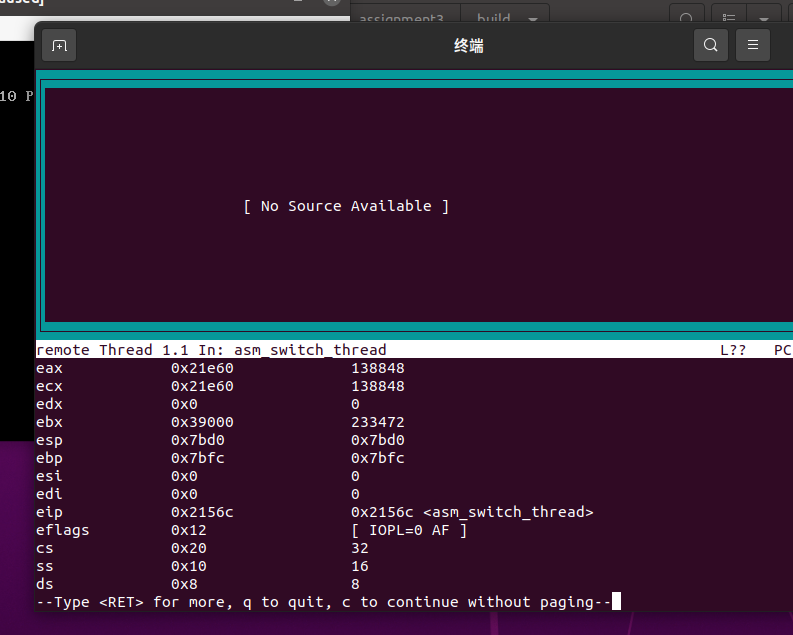 assignment3 build
10 P
终端
[ No Source Available ]
remote Thread 1.1 In: asm_switch_thread L?? PC
eax 0x21e60 138848
ecx 0x21e60 138848
edx 0x0 0
ebx 0x39000 233472
esp 0x7bd0 0x7bd0
ebp 0x7bfc 0x7bfc
esi 0x0 0
edi 0x0 0
eip 0x2156c 0x2156c <asm_switch_thread>
eflags 0x12 [ IOPL=0 AF ]
cs 0x20 32
ss 0x10 16
ds 0x8 8
--Type <RET> for more, q to quit, c to continue without paging--